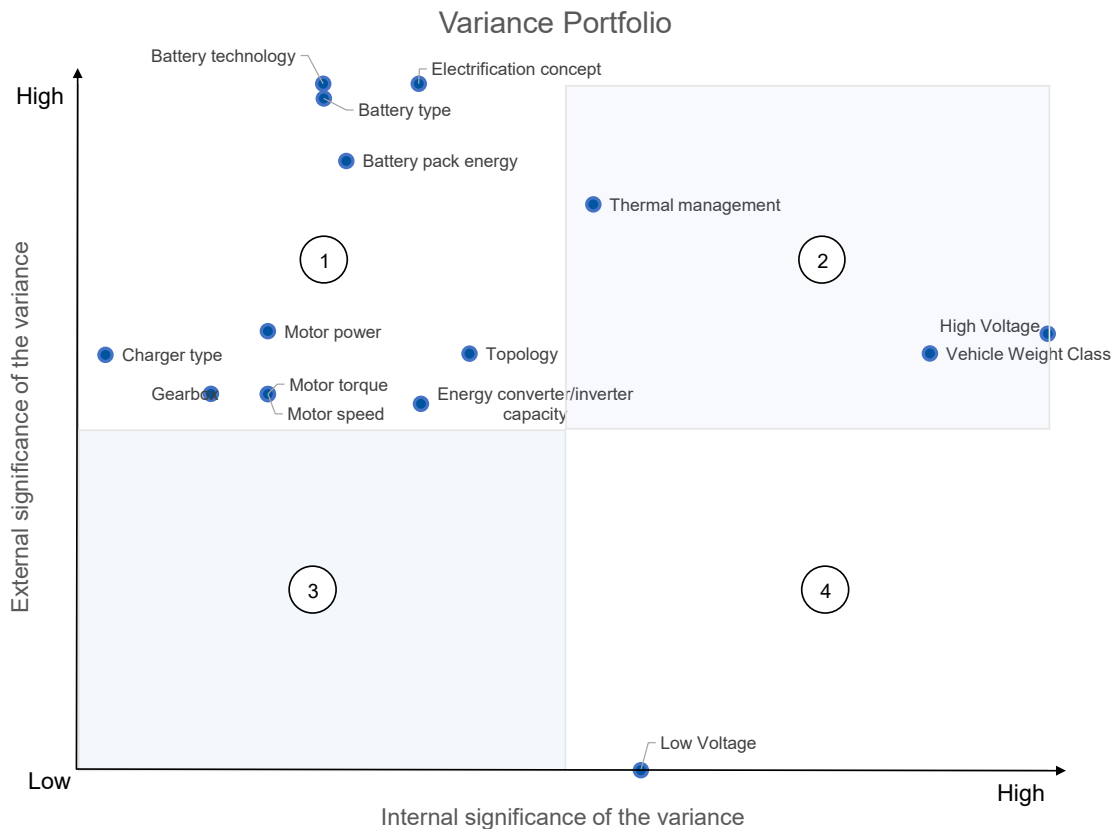 Variance Portfolio
Battery technology
Electrification concept
High
Battery type
Battery pack energy
Thermal management
1
2
External significance of the variance
High Voltage
Motor power
Charger type
Topology
Vehicle Weight Class
Motor torque
Gearbox
Energy converter/inverter
capacity
Motor speed
3
4
Low Voltage
Low
High
Internal significance of the variance